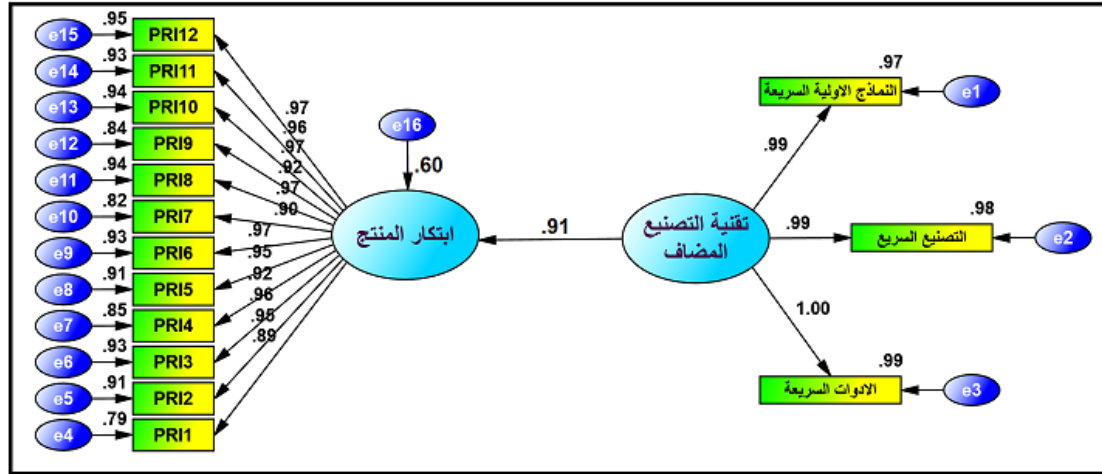 .95
e15
PRI12
.93
e14
PRI11
.94
e13
PRI10
.84
e12
PRI9
.94
e11
PRI8
.82
e10
PRI7
.93
e9
PRI6
.91
e8
PRI5
.85
e7
PRI4
.93
e6
PRI3
.91
e5
PRI2
.79
e4
PRI1
.97
.96
.97
.92
.97
.90
.97
.95
.92
.96
.95
.89
e16
.60
ابتكار المنتج
.91
تقنية التصنيع
المضاف
.99
.97
النماذج الاولية السريعة
e1
.99
.98
التصنيع السريع
e2
1.00
.99
الادوات السريعة
e3